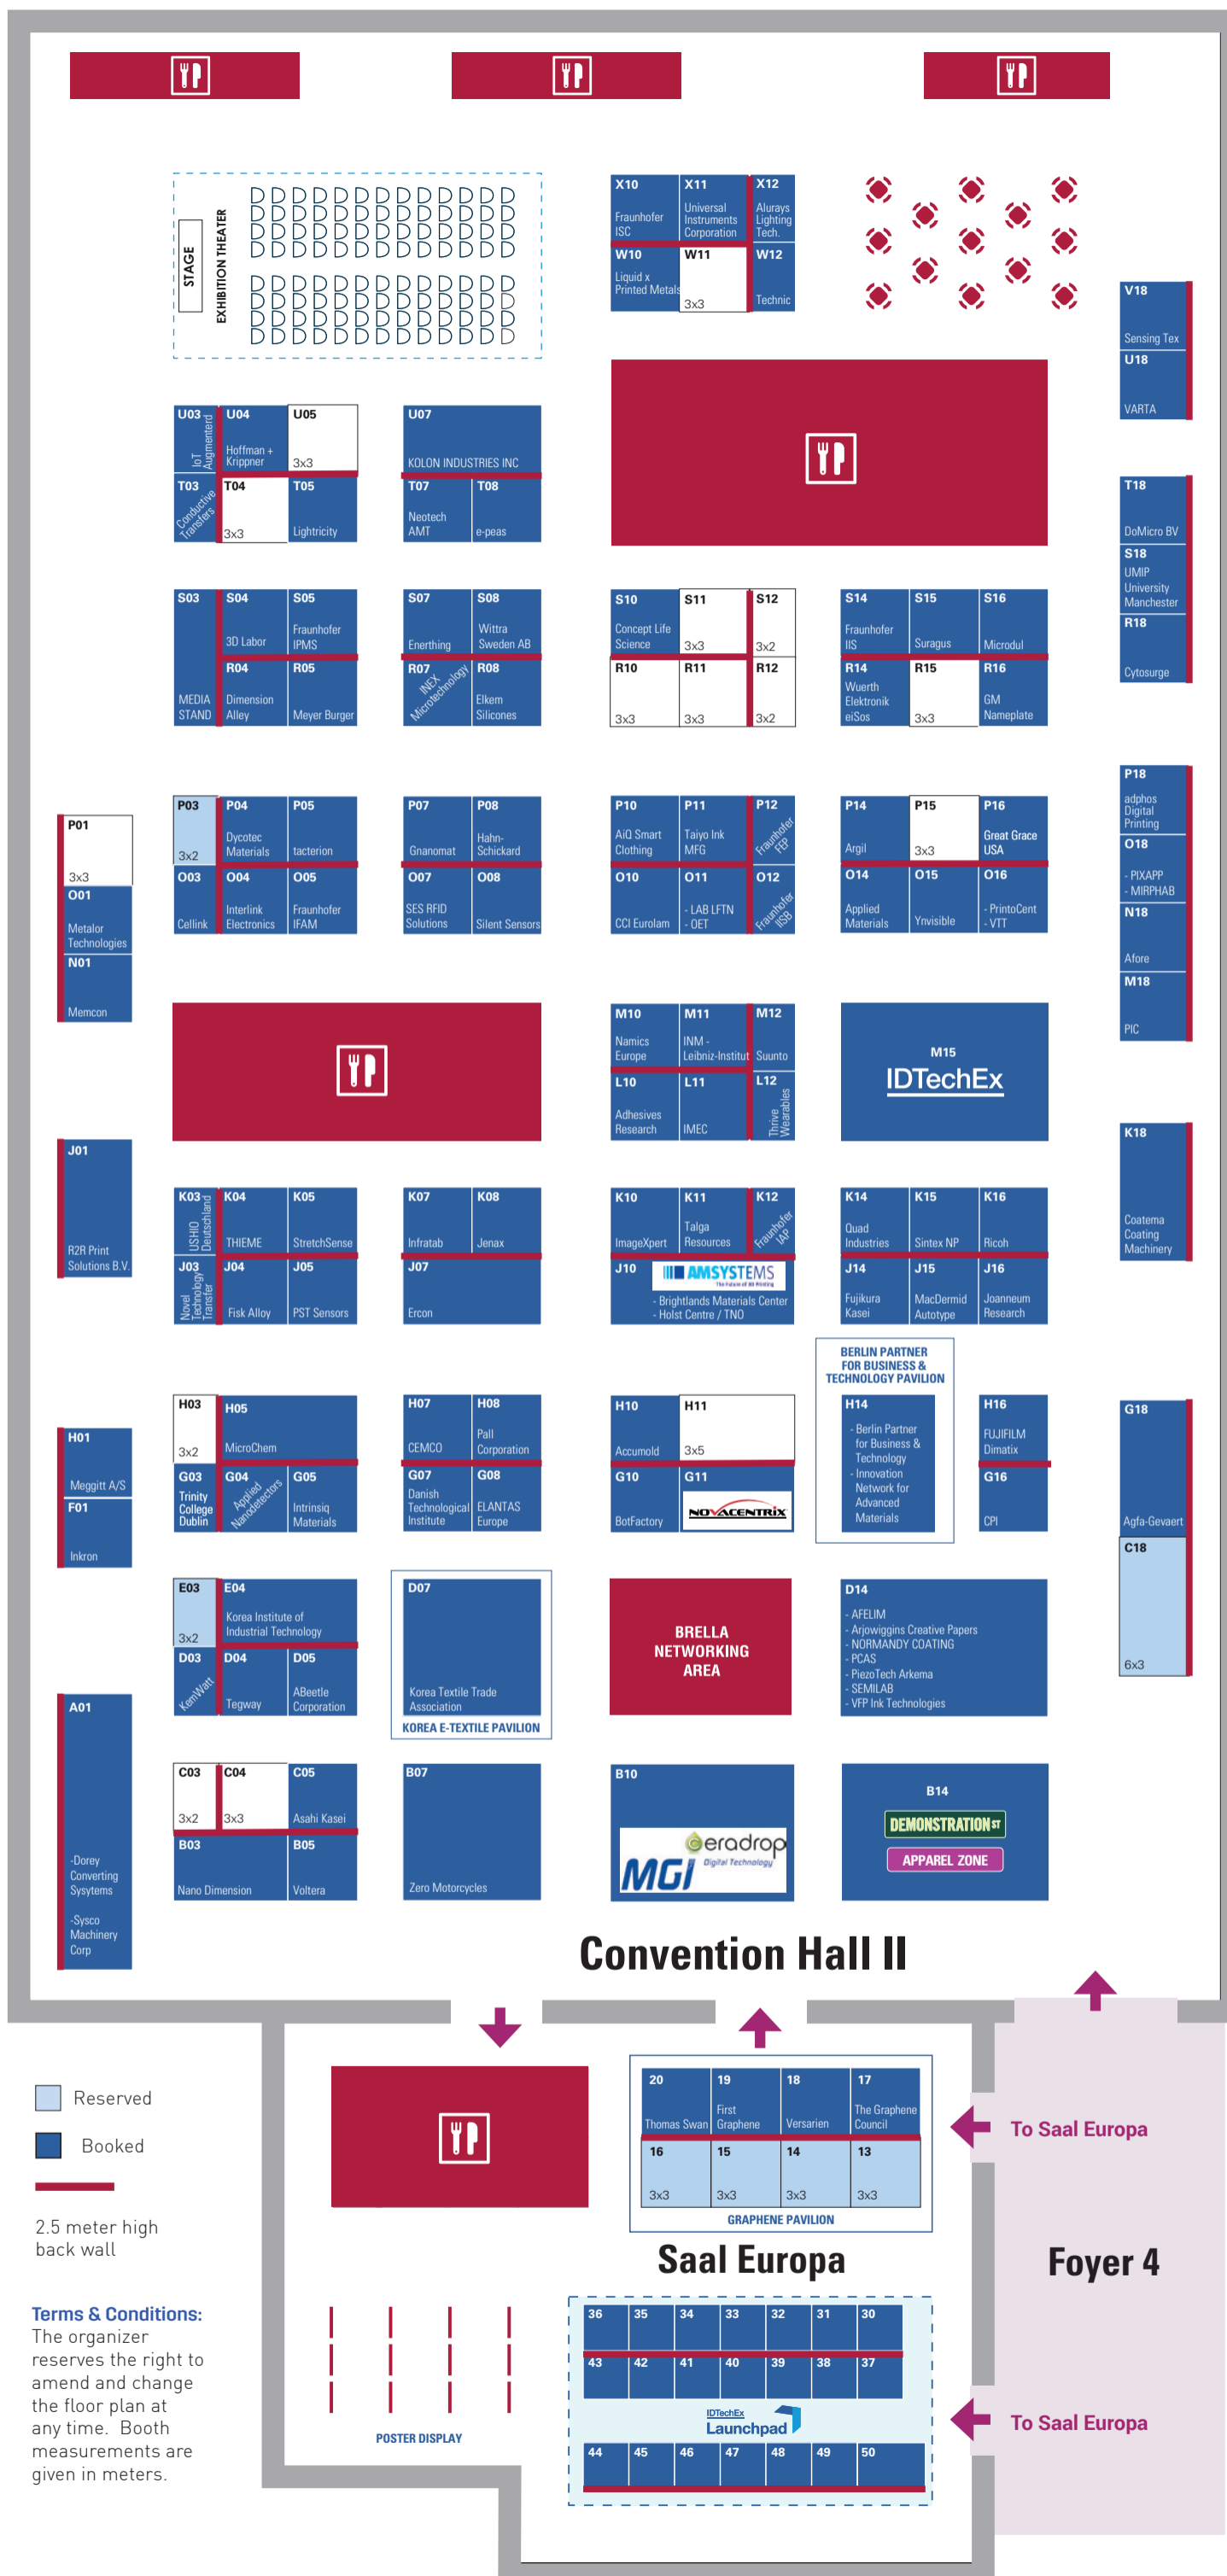 X10
Fraunhofer
ISC
X11
Universal
Instruments
Corporation
X12
Alurays
Lighting
Tech.
W10
Liquid x
Printed Metals
W11
3x3
W12
Technic
STAGE
EXHIBITION THEATER
V18
Sensing Tex
U18
VARTA
U03
IoT
Augmenterd
U04
Hoffman +
Krippner
U05
3x3
T03
Conductive
Transfers
T04
3x3
T05
Lightricity
U07
KOLON INDUSTRIES INC
T07
Neotech
AMT
T08
e-peas
T18
DoMicro BV
S18
UMIP
University
Manchester
R18
Cytosurge
S03
MEDIA
STAND
S04
3D Labor
S05
Fraunhofer
IPMS
R04
Dimension
Alley
R05
Meyer Burger
S07
Enerthing
S08
Wittra
Sweden AB
R07
INEX
Microtechnology
R08
Elkem
Silicones
S10
Concept Life
Science
S11
3x3
S12
3x2
R10
3x3
R11
3x3
R12
3x2
S14
Fraunhofer
IIS
S15
Suragus
S16
Microdul
R14
Wuerth
Elektronik
eiSos
R15
3x3
R16
GM
Nameplate
P01
3x3
O01
Metalor
Technologies
N01
Memcon
P03
3x2
P04
Dycotec
Materials
P05
tacterion
O03
Cellink
O04
Interlink
Electronics
O05
Fraunhofer
IFAM
P07
Gnanomat
P08
Hahn-
Schickard
O07
SES RFID
Solutions
O08
Silent Sensors
P10
AiQ Smart
Clothing
P11
Taiyo Ink
MFG
P12
Fraunhofer
FEP
O10
CCI Eurolam
O11
- LAB LFTN
- OET
O12
Fraunhofer
IISB
P14
Argil
P15
3x3
P16
Great Grace
USA
O14
Applied
Materials
O15
Ynvisible
O16
- PrintoCent
- VTT
P18
adphos
Digital
Printing
O18
- PIXAPP
- MIRPHAB
N18
Afore
M18
PIC
M10
Namics
Europe
M11
INM -
Leibniz-Institut
M12
Suunto
L10
Adhesives
Research
L11
IMEC
L12
Thrive
Wearables
M15
IDTechEx
J01
R2R Print
Solutions B.V.
K03
USHIO
Deutschland
K04
THIEME
K05
StretchSense
J03
Novel
Technology
Transfer
J04
Fisk Alloy
J05
PST Sensors
K07
Infratab
K08
Jenax
J07
Ercon
K10
ImageXpert
K11
Talga
Resources
K12
Fraunhofer
IAP
J10
AMSYSTEMS
The Future of 3D Printing
- Brightlands Materials Center
- Holst Centre / TNO
K14
Quad
Industries
K15
Sintex NP
K16
Ricoh
J14
Fujikura
Kasei
J15
MacDermid
Autotype
J16
Joanneum
Research
K18
Coatema
Coating
Machinery
H01
Meggitt A/S
F01
Inkron
H03
3x2
H05
MicroChem
G03
Trinity
College
Dublin
G04
Applied
Nanodetectors
G05
Intrinsiq
Materials
H07
CEMCO
H08
Pall
Corporation
G07
Danish
Technological
Institute
G08
ELANTAS
Europe
H10
Accumold
H11
3x5
G10
BotFactory
G11
NOVACENTRIX
BERLIN PARTNER
FOR BUSINESS &
TECHNOLOGY PAVILION
H14
- Berlin Partner
for Business &
Technology
- Innovation
Network for
Advanced
Materials
H16
FUJIFILM
Dimatix
G16
CPI
G18
Agfa-Gevaert
C18
6x3
E03
3x2
E04
Korea Institute of
Industrial Technology
D03
KemWatt
D04
Tegway
D05
ABeetle
Corporation
D07
Korea Textile Trade
Association
KOREA E-TEXTILE PAVILION
BRELLA
NETWORKING
AREA
D14
- AFELIM
- Arjowiggins Creative Papers
- NORMANDY COATING
- PCAS
- PiezoTech Arkema
- SEMILAB
- VFP Ink Technologies
A01
-Dorey
Converting
Sysytems
-Sysco
Machinery
Corp
C03
3x2
C04
3x3
C05
Asahi Kasei
B03
Nano Dimension
B05
Voltera
B07
Zero Motorcycles
B10
ceradrop
MGI Digital Technology
B14
DEMONSTRATION ST
APPAREL ZONE
Convention Hall II
Reserved
Booked
2.5 meter high
back wall
Terms & Conditions:
The organizer
reserves the right to
amend and change
the floor plan at
any time. Booth
measurements are
given in meters.
20
Thomas Swan
19
First
Graphene
18
Versarien
17
The Graphene
Council
16
3x3
15
3x3
14
3x3
13
3x3
GRAPHENE PAVILION
To Saal Europa
Saal Europa
Foyer 4
36 35 34 33 32 31 30
43 42 41 40 39 38 37
IDTechEx
Launchpad
44 45 46 47 48 49 50
To Saal Europa
POSTER DISPLAY